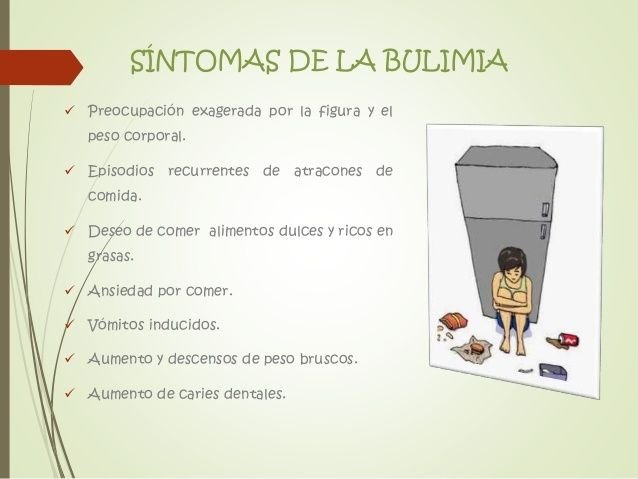 SÍNTOMAS DE LA BULIMIA
Preocupación exagerada por la figura y el
peso corporal.
Episodios recurrentes de atracones de
comida.
Deseo de comer alimentos dulces y ricos en
grasas.
Ansiedad por comer.
Vómitos inducidos.
Aumento y descensos de peso bruscos.
Aumento de caries dentales.